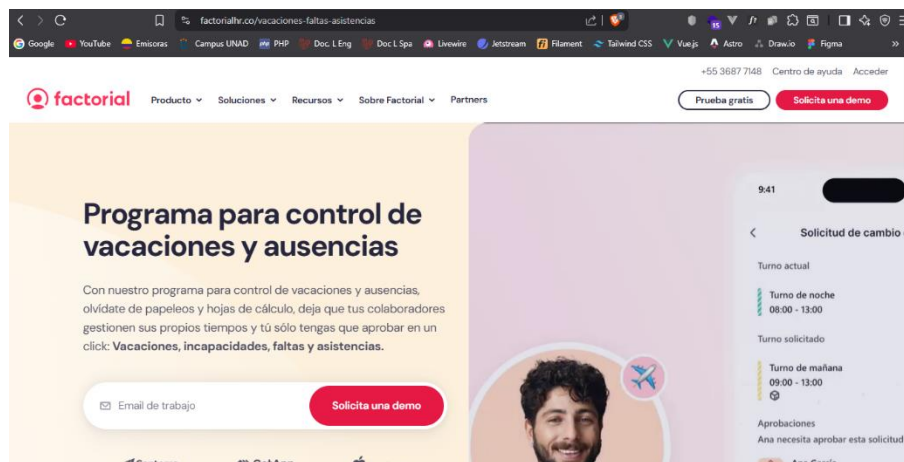 factorialhr.co/vacaciones-faltas-asistencias
15
Google YouTube Emisoras Campus UNAD PHP Doc. L Eng Doc L Spa Livewire Jetstream Filament Tailwind CSS Vue.js Astro Draw.io Figma »
+55 3687 7148 Centro de ayuda Acceder
factorial Producto Soluciones Recursos Sobre Factorial Partners Prueba gratis Solicita una demo
Programa para control de
vacaciones y ausencias
Con nuestro programa para control de vacaciones y ausencias,
olvídate de papeleos y hojas de cálculo, deja que tus colaboradores
gestionen sus propios tiempos y tú sólo tengas que aprobar en un
click: Vacaciones, incapacidades, faltas y asistencias.
Email de trabajo Solicita una demo
9:41
Solicitud de cambio
Turno actual
Turno de noche
08:00 - 13:00
Turno solicitado
Turno de mañana
09:00 - 13:00
Aprobaciones
Ana necesita aprobar esta solicitud